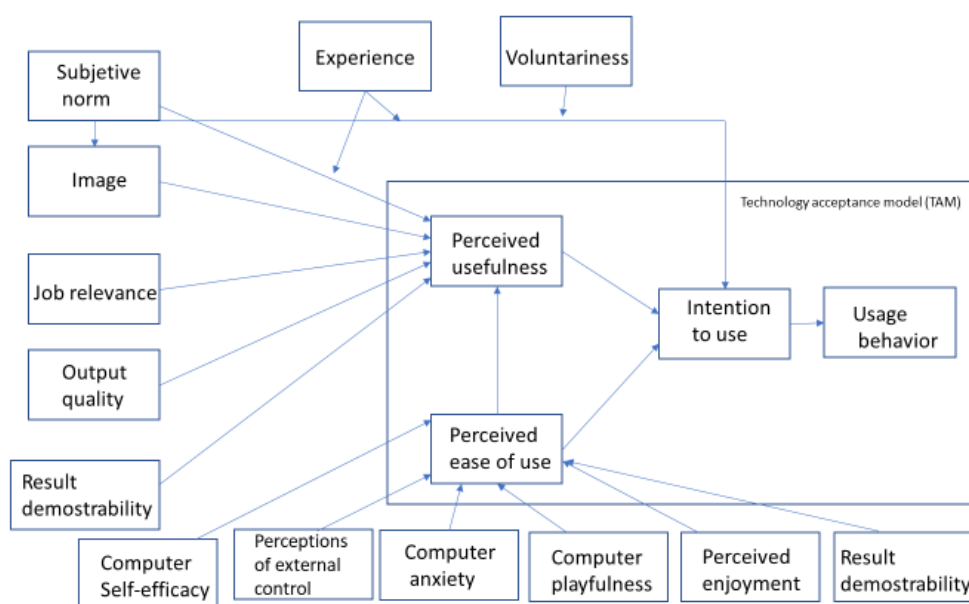 Experience
Voluntariness
Subjetive
norm
Image
Technology acceptance model (TAM)
Perceived
usefulness
Job relevance
Intention
to use
Usage
behavior
Output
quality
Perceived
ease of use
Result
demostrability
Computer
Self-efficacy
Perceptions
of external
control
Computer
anxiety
Computer
playfulness
Perceived
enjoyment
Result
demostrability